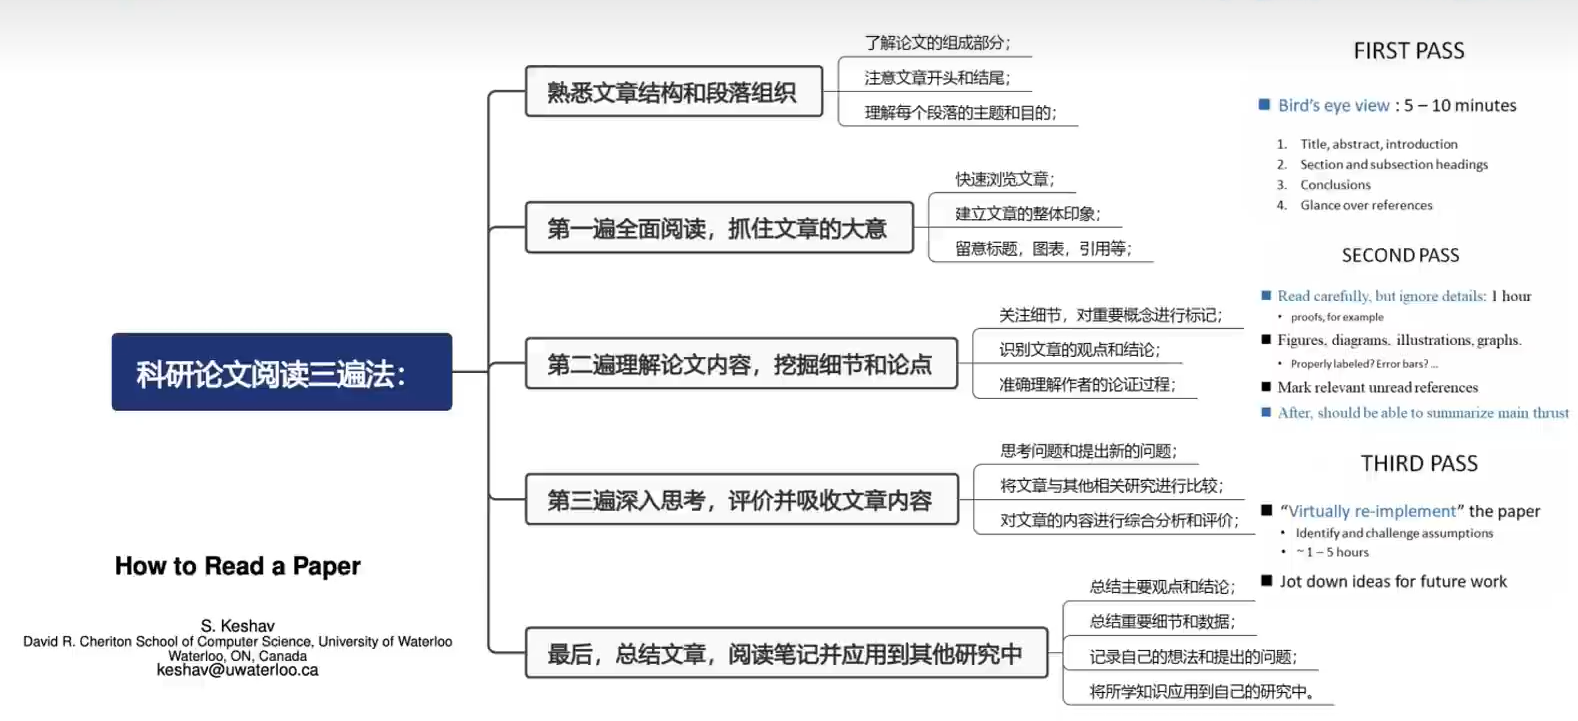 科研论文阅读三遍法：
熟悉文章结构和段落组织
了解论文的组成部分；
注意文章开头和结尾；
理解每个段落的主题和目的；
第一遍全面阅读，抓住文章的大意
快速浏览文章；
建立文章的整体印象；
留意标题，图表，引用等；
第二遍理解论文内容，挖掘细节和论点
关注细节，对重要概念进行标记；
识别文章的观点和结论；
准确理解作者的论证过程；
第三遍深入思考，评价并吸收文章内容
思考问题和提出新的问题；
将文章与其他相关研究进行比较；
对文章的内容进行综合分析和评价；
最后，总结文章，阅读笔记并应用到其他研究中
总结主要观点和结论；
总结重要细节和数据；
记录自己的想法和提出的问题；
将所学知识应用到自己的研究中。
How to Read a Paper
S. Keshav
David R. Cheriton School of Computer Science, University of Waterloo
Waterloo, ON, Canada
keshav@uwaterloo.ca
FIRST PASS
Bird's eye view : 5 – 10 minutes
1. Title, abstract, introduction
2. Section and subsection headings
3. Conclusions
4. Glance over references
SECOND PASS
Read carefully, but ignore details: 1 hour
• proofs, for example
Figures, diagrams, illustrations, graphs.
• Properly labeled? Error bars? ...
Mark relevant unread references
After, should be able to summarize main thrust
THIRD PASS
“Virtually re-implement” the paper
• Identify and challenge assumptions
• ~ 1 – 5 hours
Jot down ideas for future work